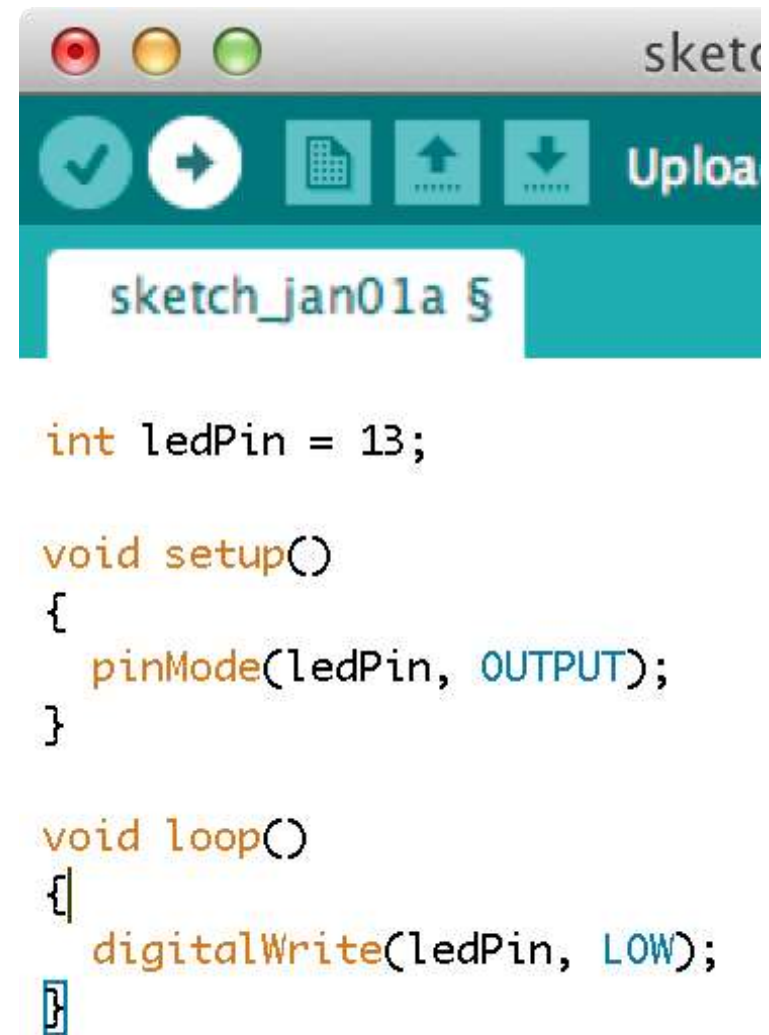 sketc
Uploa
sketch_jan01a §
int ledPin = 13;
void setup()
{
  pinMode(ledPin, OUTPUT);
}
void loop()
{
  digitalWrite(ledPin, LOW);
}